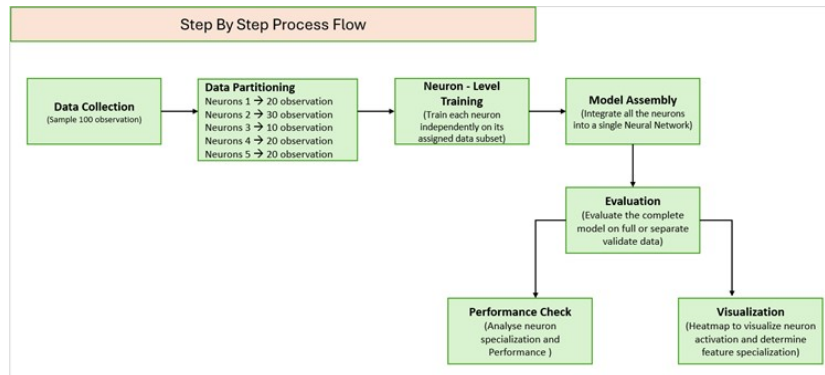 Step By Step Process Flow
Data Collection
(Sample 100 observation)
Data Partitioning
Neurons 1 → 20 observation
Neurons 2 → 30 observation
Neurons 3 → 10 observation
Neurons 4 → 20 observation
Neurons 5 → 20 observation
Neuron - Level
Training
(Train each neuron
independently on its
assigned data subset)
Model Assembly
(Integrate all the neurons
into a single Neural Network)
Evaluation
(Evaluate the complete
model on full or separate
validate data)
Performance Check
(Analyse neuron
specialization and
Performance )
Visualization
(Heatmap to visualize neuron
activation and determine
feature specialization)